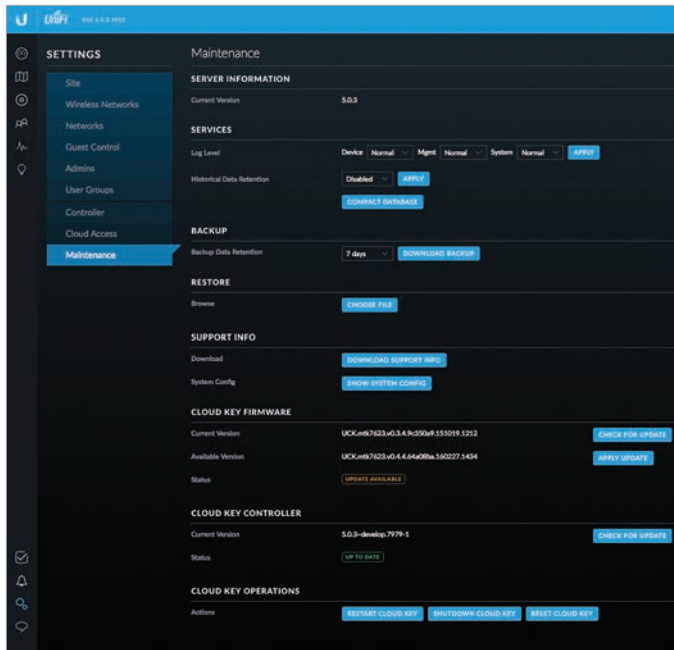 UniFi
SETTINGS
Site
Wireless Networks
Networks
Guest Control
Admins
User Groups
Controller
Cloud Access
Maintenance
Maintenance
SERVER INFORMATION
Current Version 5.0.3
SERVICES
Log Level Device Normal Mgmt Normal System Normal APPLY
Historical Data Retention Disabled APPLY
COMPACT DATABASE
BACKUP
Backup Data Retention 7 days DOWNLOAD BACKUP
RESTORE
Browse CHOOSE FILE
SUPPORT INFO
Download DOWNLOAD SUPPORT INFO
System Config SHOW SYSTEM CONFIG
CLOUD KEY FIRMWARE
Current Version UCK.mtk7623.v0.3.4.9c350a9.151019.1212 CHECK FOR UPDATE
Available Version UCK.mtk7623.v0.4.4.64a08ba.160227.1434 APPLY UPDATE
Status UPDATE AVAILABLE
CLOUD KEY CONTROLLER
Current Version 5.0.3~develop.7979-1 CHECK FOR UPDATE
Status UP TO DATE
CLOUD KEY OPERATIONS
Actions RESTART CLOUD KEY SHUTDOWN CLOUD KEY RESET CLOUD KEY